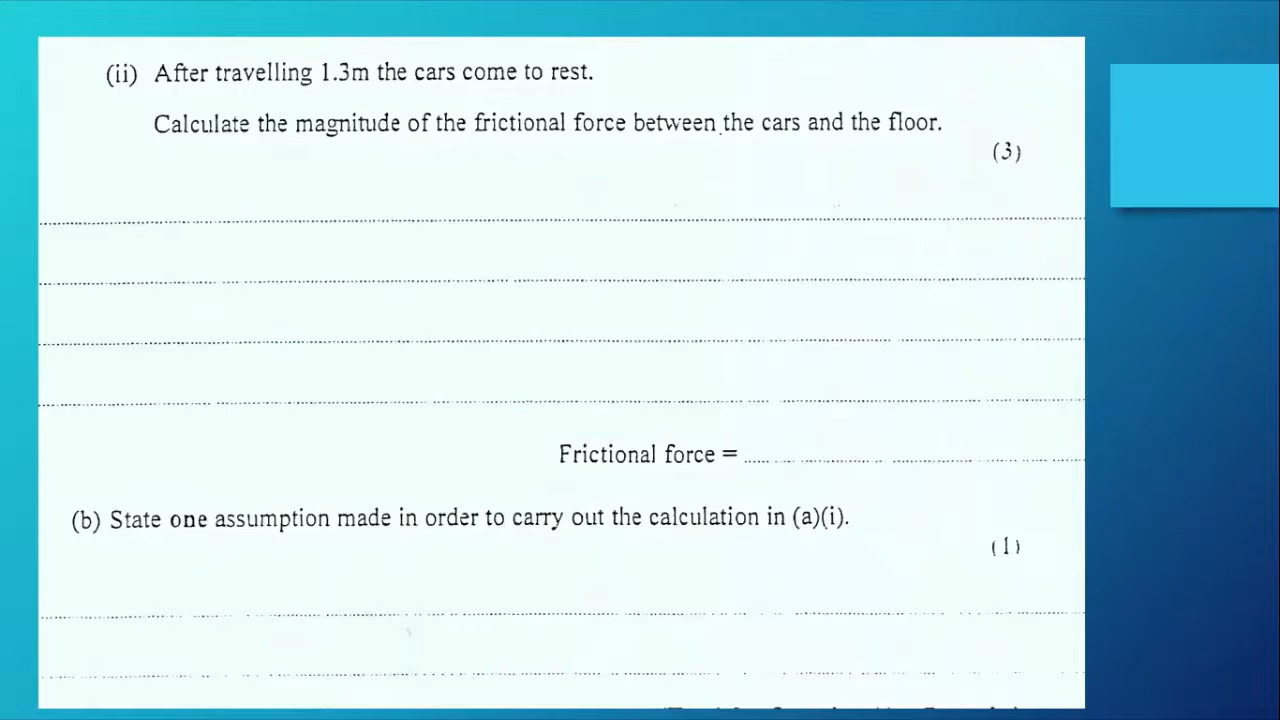 (ii) After travelling 1.3m the cars come to rest.
Calculate the magnitude of the frictional force between the cars and the floor.
(3)
Frictional force =
(b) State one assumption made in order to carry out the calculation in (a)(i).
(1)